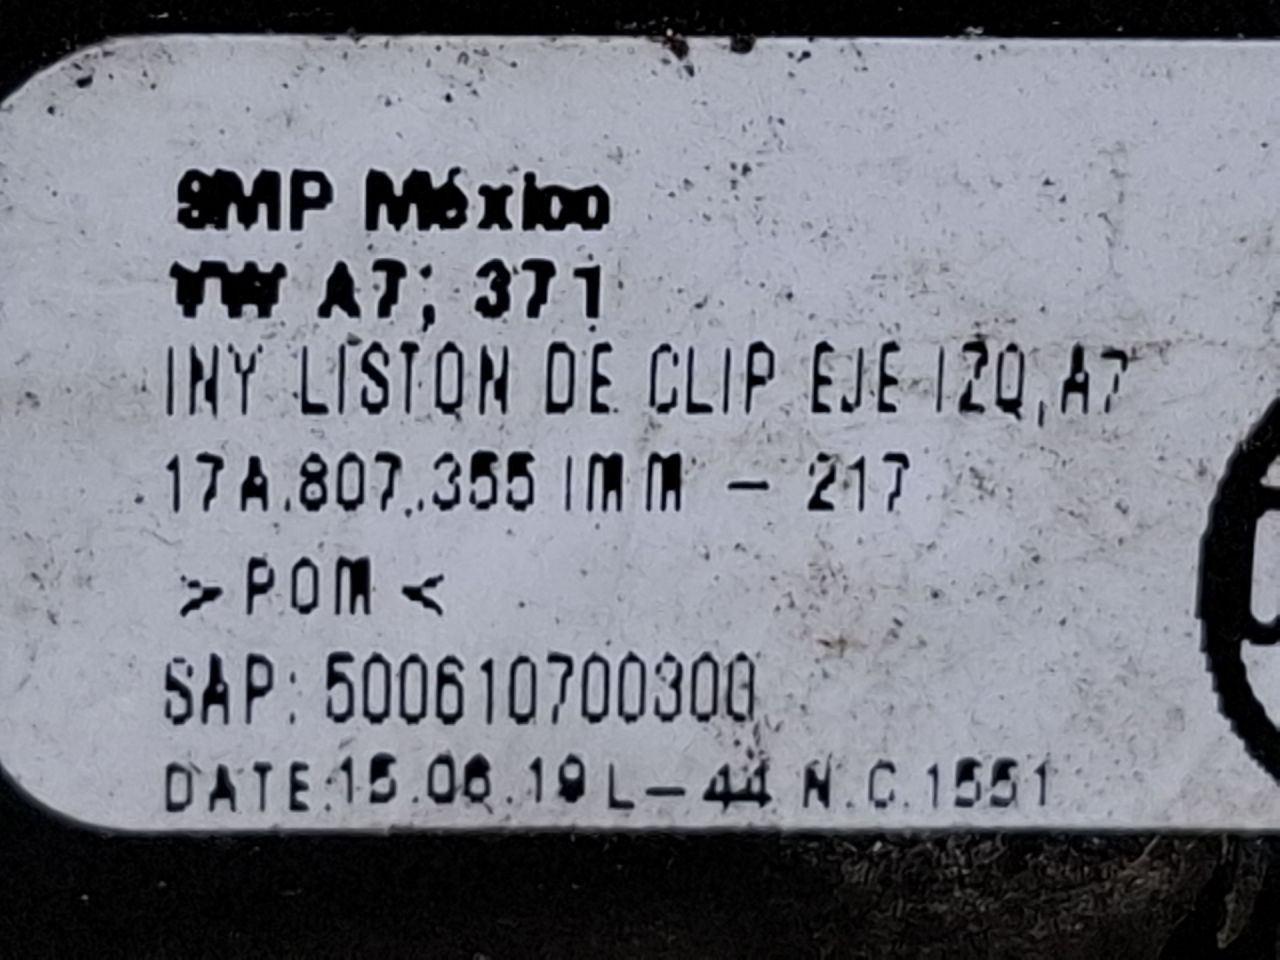 SMP México
VW A7; 371
INY LISTON DE CLIP EJE IZQ,A7
17A.807.355 IMM - 217
>POM<
SAP: 500610700300
DATE:15.06.19 L-44 N.C.1551